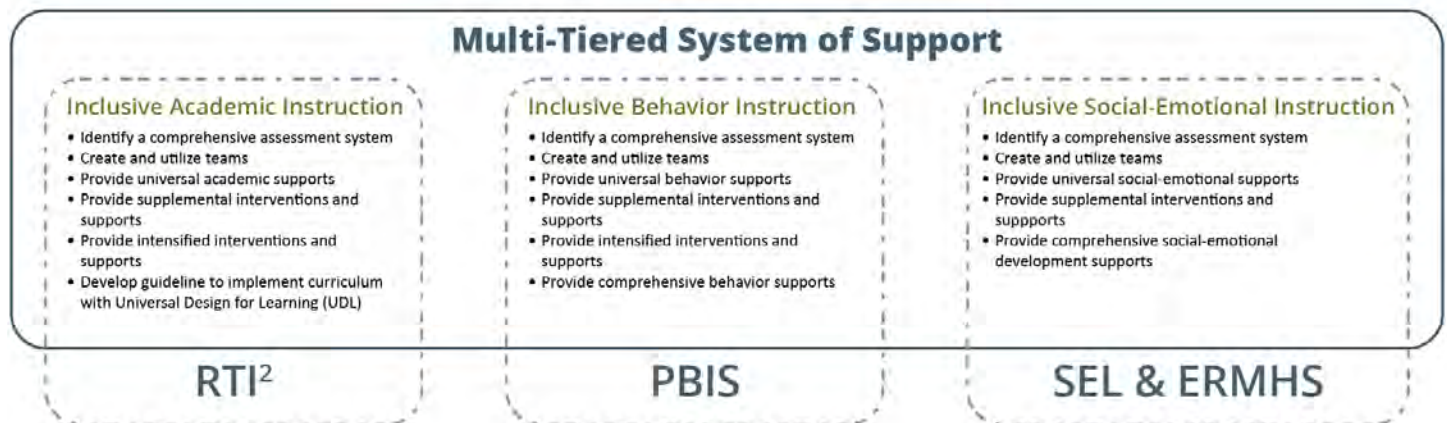 Multi-Tiered System of Support
Inclusive Academic Instruction
• Identify a comprehensive assessment system
• Create and utilize teams
• Provide universal academic supports
• Provide supplemental interventions and
supports
• Provide intensified interventions and
supports
• Develop guideline to implement curriculum
with Universal Design for Learning (UDL)
RTI²
Inclusive Behavior Instruction
• Identify a comprehensive assessment system
• Create and utilize teams
• Provide universal behavior supports
• Provide supplemental interventions and
supports
• Provide intensified interventions and
supports
• Provide comprehensive behavior supports
PBIS
Inclusive Social-Emotional Instruction
• Identify a comprehensive assessment system
• Create and utilize teams
• Provide universal social-emotional supports
• Provide supplemental interventions and
suppports
• Provide comprehensive social-emotional
development supports
SEL & ERMHS